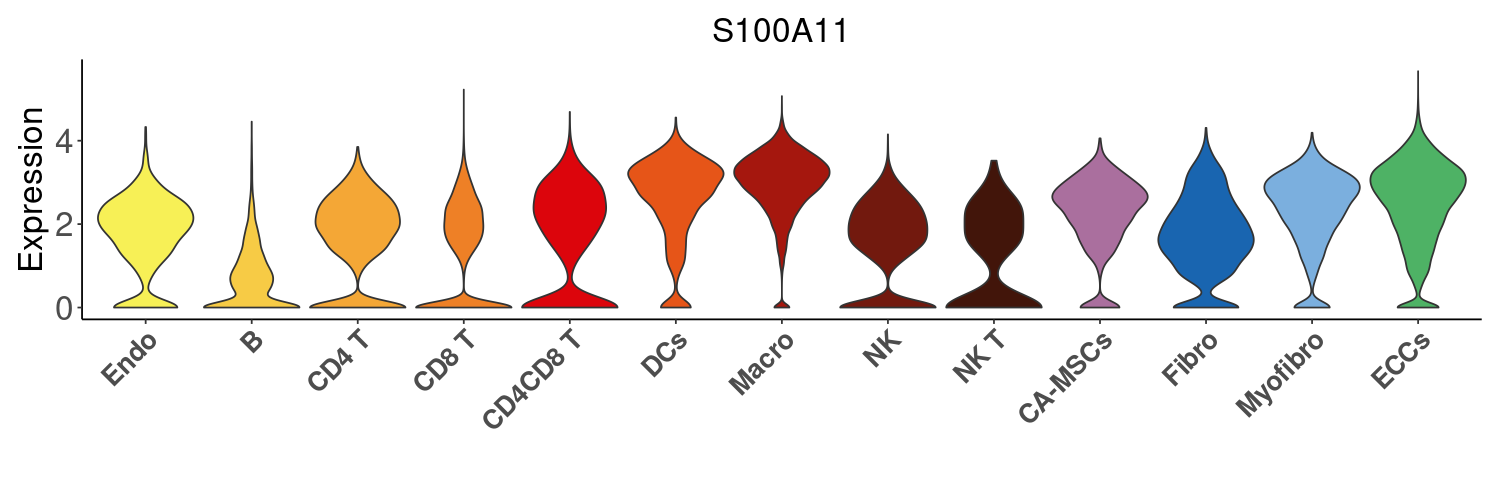 S100A11
Expression
4
2
0
Endo
B
CD4 T
CD8 T
CD4CD8 T
DCs
Macro
NK
NK T
CA-MSCs
Fibro
Myofibro
ECCs